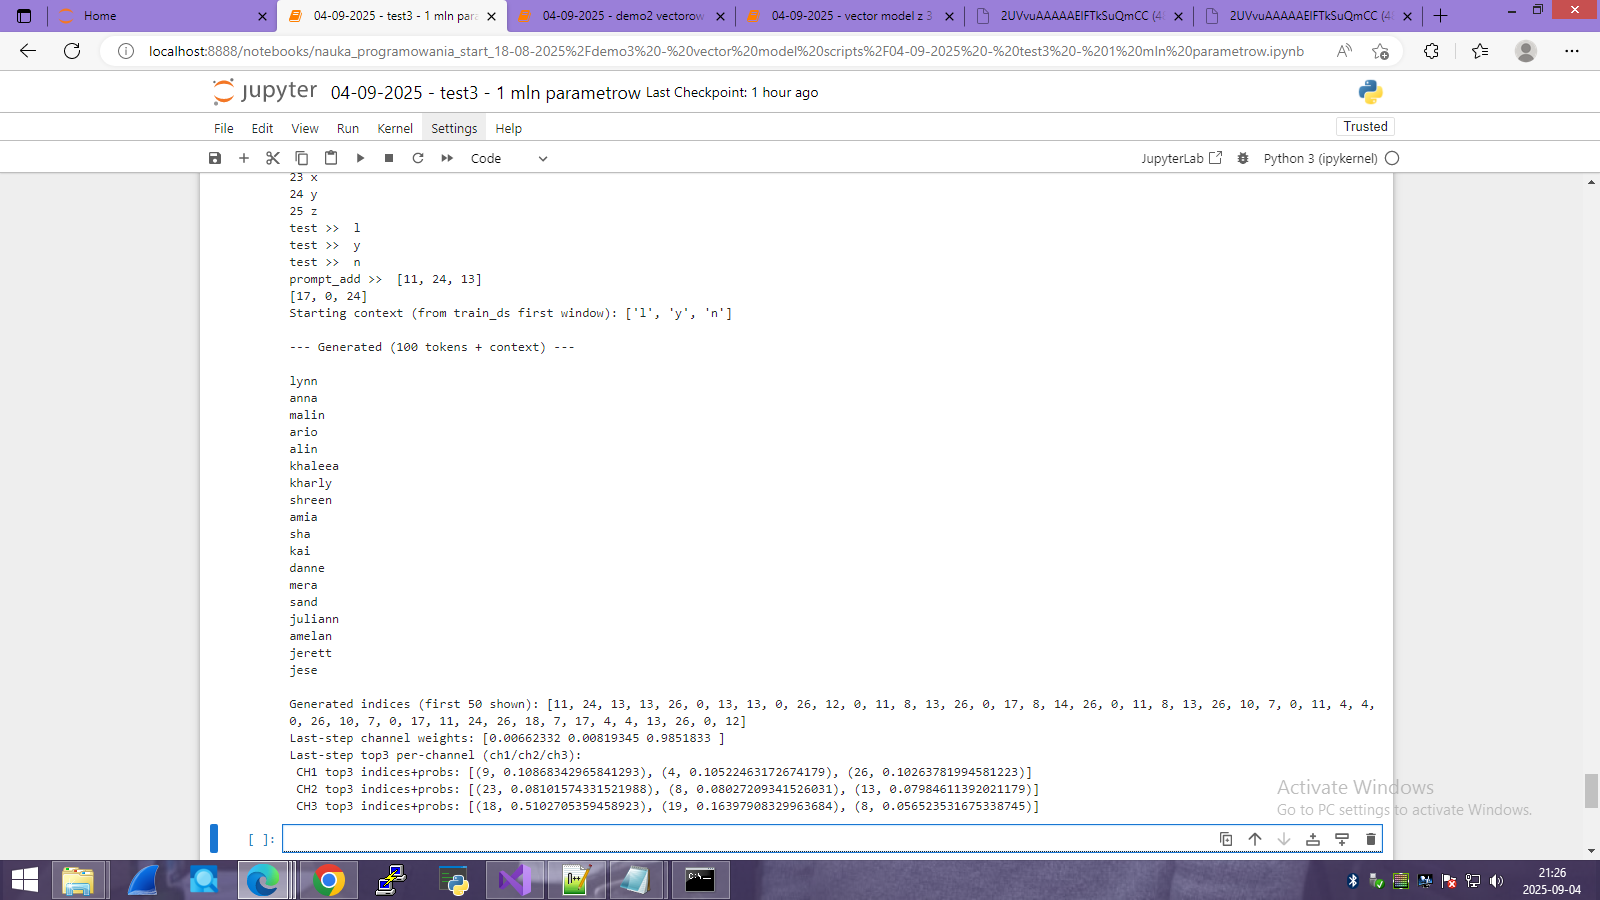 Home
04-09-2025 - test3 - 1 mln para
04-09-2025 - demo2 vectorow
04-09-2025 - vector model z 3
2UVvuAAAAAElFTkSuQmCC (4
2UVvuAAAAAElFTkSuQmCC (4
localhost:8888/notebooks/nauka_programowania_start_18-08-2025%2Fdemo3%20-%20vector%20model%20scripts%2F04-09-2025%20-%20test3%20-%201%20mln%20parametrow.ipynb
jupyter 04-09-2025 - test3 - 1 mln parametrow Last Checkpoint: 1 hour ago
File Edit View Run Kernel Settings Help
Trusted
Code
JupyterLab
Python 3 (ipykernel)
23 x
24 y
25 z
test >>  l
test >>  y
test >>  n
prompt_add >>  [11, 24, 13]
[17, 0, 24]
Starting context (from train_ds first window): ['l', 'y', 'n']
--- Generated (100 tokens + context) ---
lynn
anna
malin
ario
alin
khaleea
kharly
shreen
amia
sha
kai
danne
mera
sand
juliann
amelan
jerett
jese
Generated indices (first 50 shown): [11, 24, 13, 13, 26, 0, 13, 13, 0, 26, 12, 0, 11, 8, 13, 26, 0, 17, 8, 14, 26, 0, 11, 8, 13, 26, 10, 7, 0, 11, 4, 4,
0, 26, 10, 7, 0, 17, 11, 24, 26, 18, 7, 17, 4, 4, 13, 26, 0, 12]
Last-step channel weights: [0.00662332 0.00819345 0.9851833 ]
Last-step top3 per-channel (ch1/ch2/ch3):
CH1 top3 indices+probs: [(9, 0.10868342965841293), (4, 0.10522463172674179), (26, 0.10263781994581223)]
CH2 top3 indices+probs: [(23, 0.08101574331521988), (8, 0.08027209341526031), (13, 0.07984611392021179)]
CH3 top3 indices+probs: [(18, 0.5102705359458923), (19, 0.16397908329963684), (8, 0.056523531675338745)]
[ ]:
Activate Windows
Go to PC settings to activate Windows.
21:26
2025-09-04